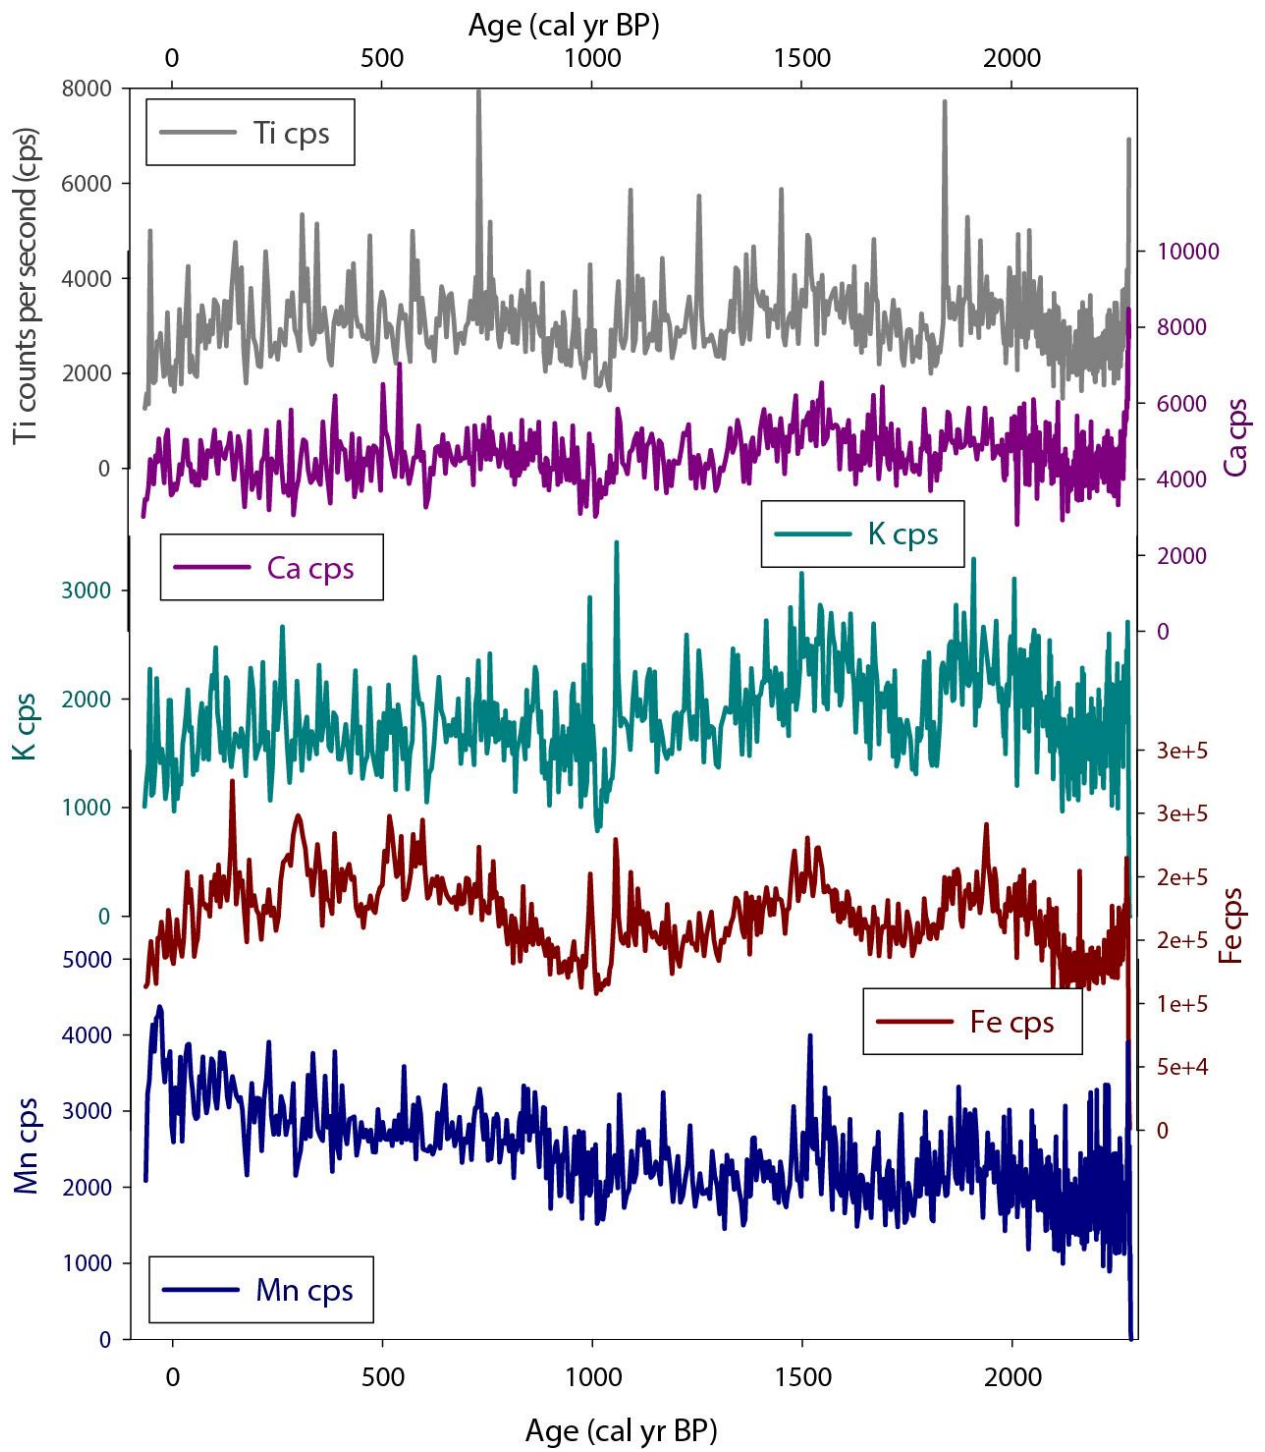 Age (cal yr BP)
0 500 1000 1500 2000
8000
Ti cps
6000
4000
2000
0
Ti counts per second (cps)
10000
8000
6000
4000
2000
0
Ca cps
Ca cps
K cps
3000
2000
1000
0
K cps
3e+5
3e+5
2e+5
2e+5
1e+5
5e+4
0
Fe cps
Fe cps
5000
4000
3000
2000
1000
0
Mn cps
Mn cps
0 500 1000 1500 2000
Age (cal yr BP)